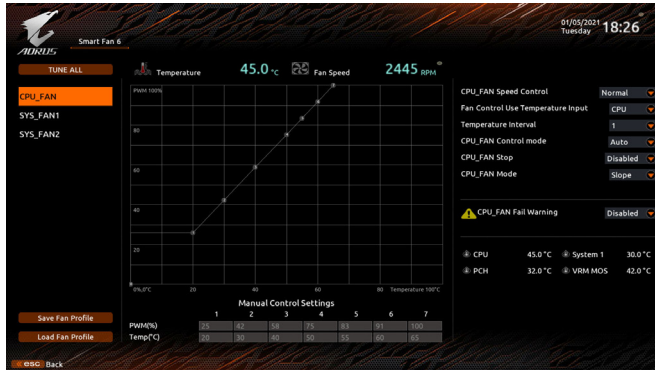 AORUS
Smart Fan 6
01/05/2021
Tuesday
18:26
TUNE ALL
CPU_FAN
SYS_FAN1
SYS_FAN2
Save Fan Profile
Load Fan Profile
esc Back
Temperature 45.0 °C Fan Speed 2445 RPM
PWM 100%
80
60
40
20
0%,0°C 20 40 60 80 Temperature 100°C
Manual Control Settings
1 2 3 4 5 6 7
PWM(%) 25 42 58 75 83 91 100
Temp(°C) 20 30 40 50 55 60 65
CPU_FAN Speed Control Normal
Fan Control Use Temperature Input CPU
Temperature Interval 1
CPU_FAN Control mode Auto
CPU_FAN Stop Disabled
CPU_FAN Mode Slope
CPU_FAN Fail Warning Disabled
CPU 45.0°C System 1 30.0°C
PCH 32.0°C VRM MOS 42.0°C